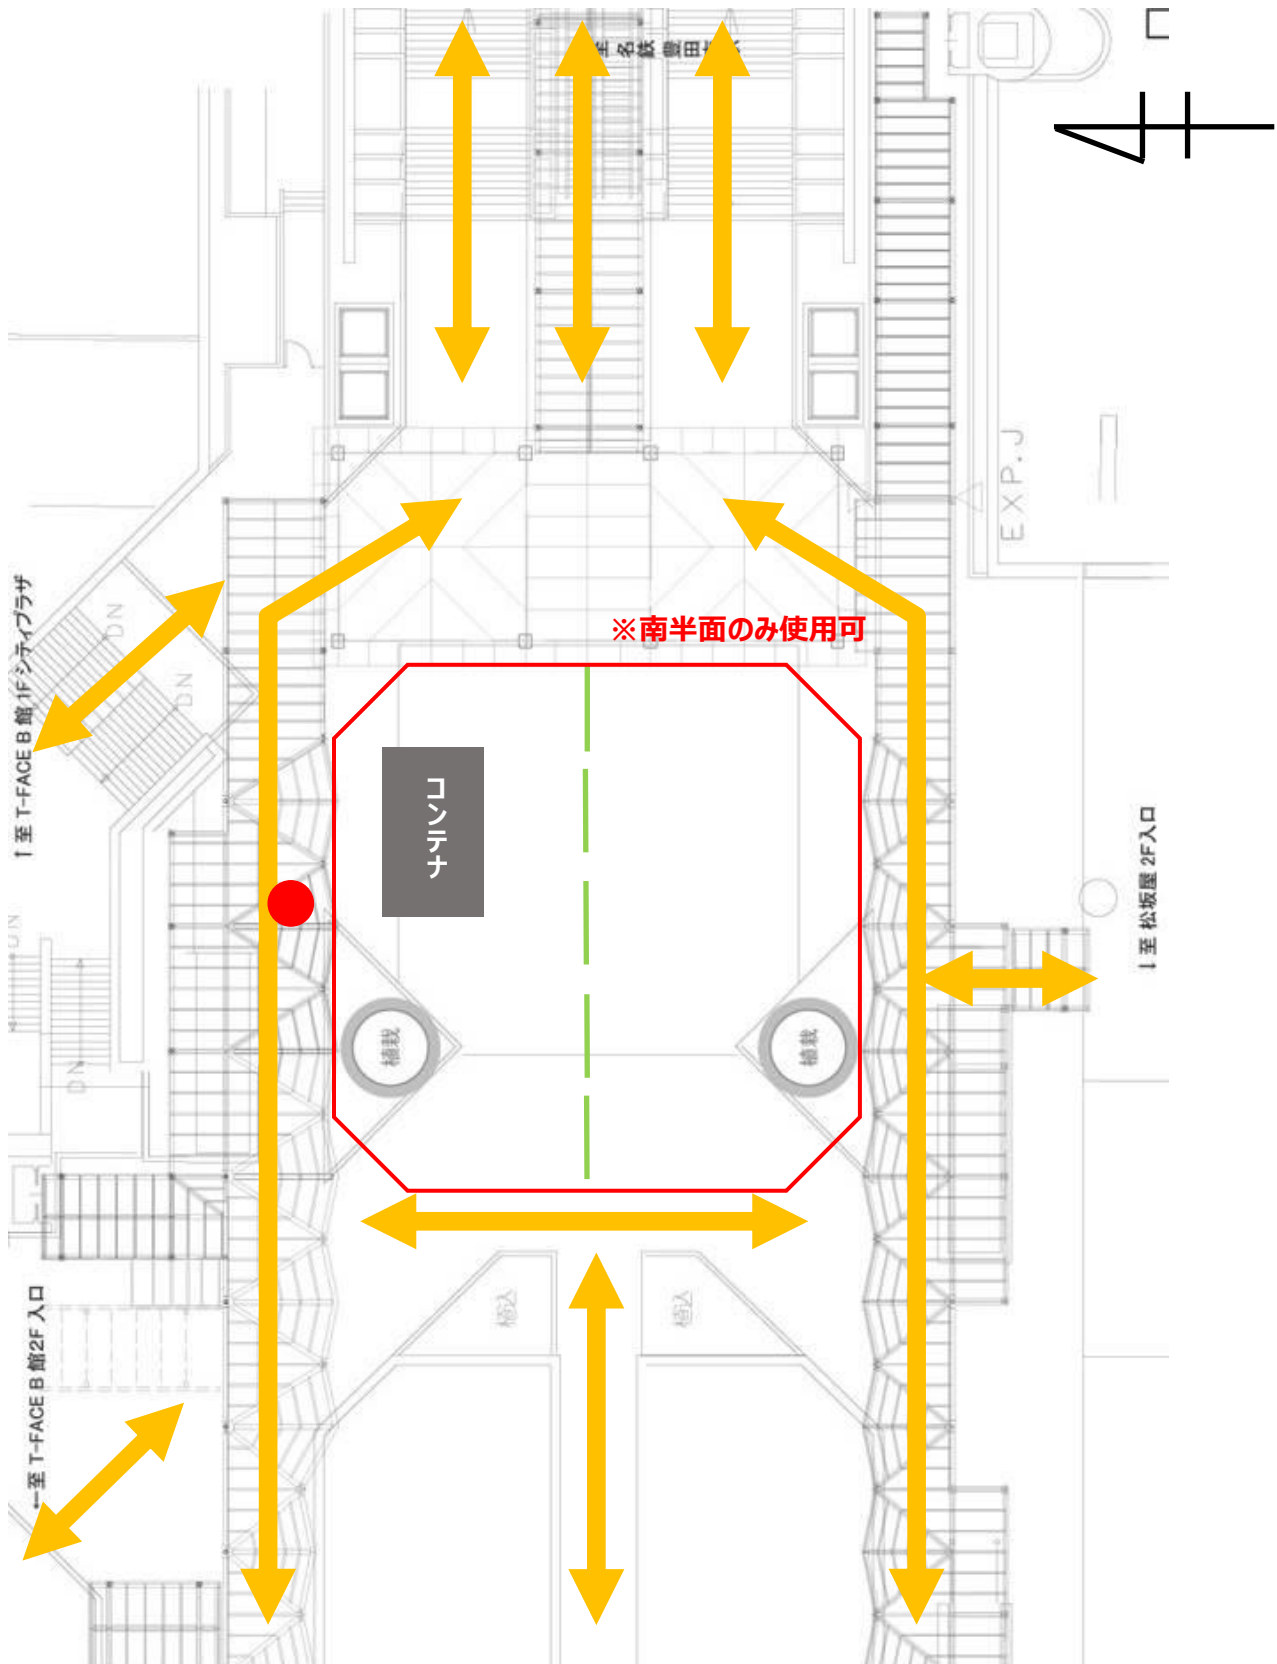 至 名鉄 豊田市
EXP.J
↑至 T-FACE B 館 1F シティプラザ
DN
DN
※南半面のみ使用可
コンテナ
↓至 松坂屋 2F入口
DN
DN
植栽
植栽
植込
植込
←至 T-FACE B 館2F 入口